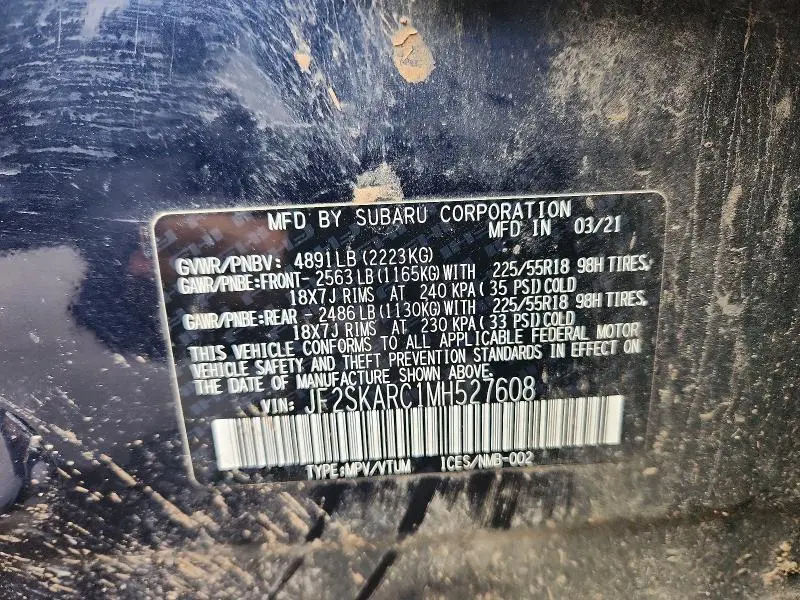 MFD BY SUBARU CORPORATION
MFD IN 03/21
GVWR/PNBV: 4891LB (2223KG)
GAWR/PNBE:FRONT- 2563LB (1165KG) WITH 225/55R18 98H TIRES,
18X7J RIMS AT 240 KPA (35 PSI) COLD
GAWR/PNBE:REAR - 2486LB (1130KG) WITH 225/55R18 98H TIRES,
18X7J RIMS AT 230 KPA (33 PSI) COLD
THIS VEHICLE CONFORMS TO ALL APPLICABLE FEDERAL MOTOR
VEHICLE SAFETY AND THEFT PREVENTION STANDARDS IN EFFECT ON
THE DATE OF MANUFACTURE SHOWN ABOVE.
VIN: JF2SKARC1MH527608
TYPE:MPV/VTUM ICES/NMB-002